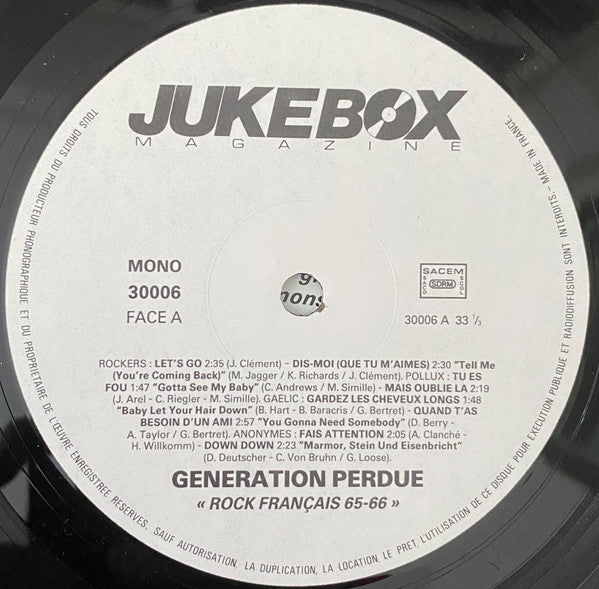 JUKEBOX
MAGAZINE
MONO
30006
FACE A
SACEM
SACD
SDRM
SGDL
30006 A 33 ⅓
ROCKERS : LET'S GO 2:35 (J. Clément) – DIS-MOI (QUE TU M'AIMES) 2:30 "Tell Me
(You're Coming Back)" (M. Jagger / K. Richards / J. Clément). POLLUX : TU ES
FOU 1:47 "Gotta See My Baby" (C. Andrews / M. Simille) - MAIS OUBLIE LA 2:19
(J. Arel - C. Riegler - M. Simille). GAELIC : GARDEZ LES CHEVEUX LONGS 1:48
"Baby Let Your Hair Down" (B. Hart - B. Baracris / G. Bertret) - QUAND T'AS
BESOIN D'UN AMI 2:57 "You Gonna Need Somebody" (D. Berry -
A. Taylor / G. Bertret). ANONYMES : FAIS ATTENTION 2:05 (A. Clanché -
H. Willkomm) - DOWN DOWN 2:23 "Marmor, Stein Und Eisenbricht"
(D. Deutscher - C. Von Bruhn / G. Loose).
GENERATION PERDUE
« ROCK FRANÇAIS 65-66 »
TOUS DROITS DU PRODUCTEUR PHONOGRAPHIQUE ET DU PROPRIETAIRE DE L'ŒUVRE ENREGISTREE RESERVES. SAUF AUTORISATION, LA DUPLICATION, LA LOCATION, LE PRET, L'UTILISATION DE CE DISQUE POUR EXECUTION PUBLIQUE ET RADIODIFFUSION SONT INTERDITS. – MADE IN FRANCE.